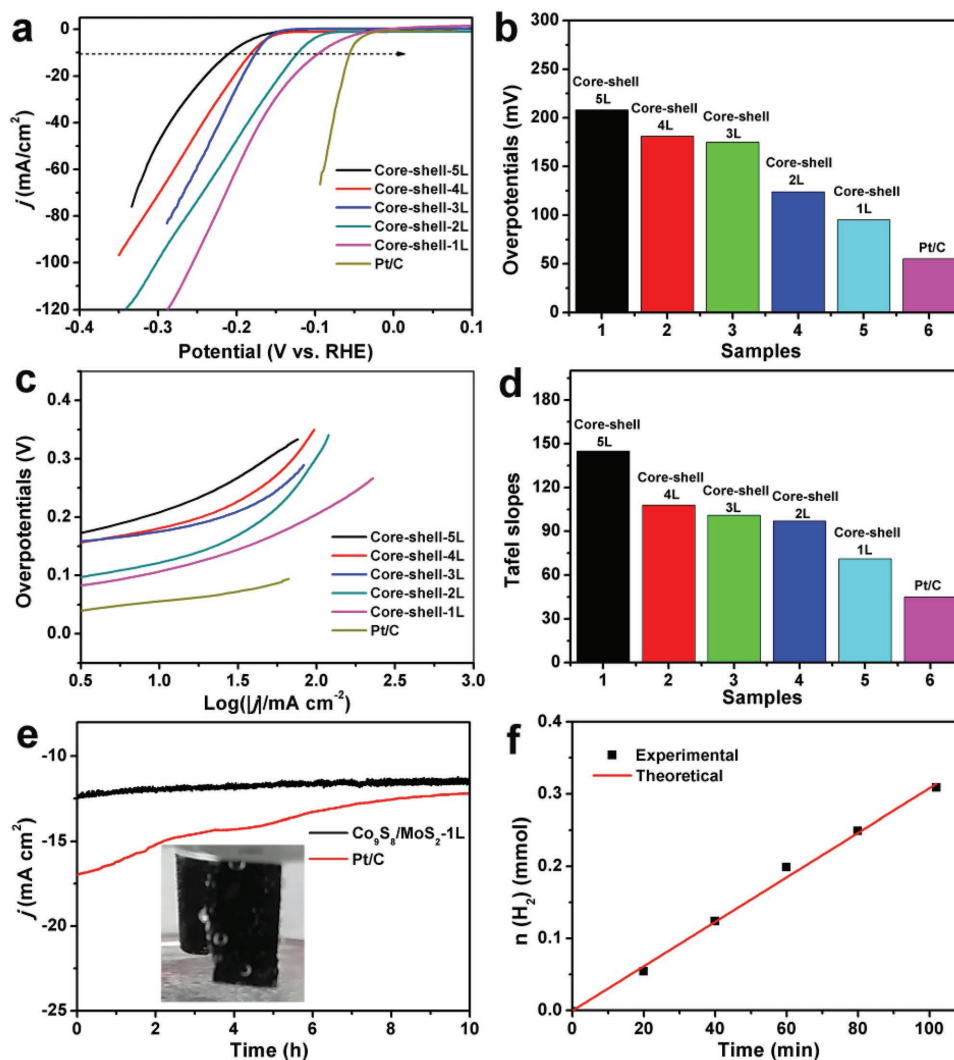 a
j (mA/cm²)
0
-20
-40
-60
-80
-100
-120
Core-shell-5L
Core-shell-4L
Core-shell-3L
Core-shell-2L
Core-shell-1L
Pt/C
-0.4 -0.3 -0.2 -0.1 0.0 0.1
Potential (V vs. RHE)
b
Overpotentials (mV)
300
250
200
150
100
50
0
Core-shell
5L
Core-shell
4L
Core-shell
3L
Core-shell
2L
Core-shell
1L
Pt/C
1 2 3 4 5 6
Samples
c
Overpotentials (V)
0.4
0.3
0.2
0.1
0.0
Core-shell-5L
Core-shell-4L
Core-shell-3L
Core-shell-2L
Core-shell-1L
Pt/C
0.5 1.0 1.5 2.0 2.5 3.0
Log(|j|/mA cm⁻²)
d
Tafel slopes
180
150
120
90
60
30
0
Core-shell
5L
Core-shell
4L
Core-shell
3L
Core-shell
2L
Core-shell
1L
Pt/C
1 2 3 4 5 6
Samples
e
j (mA cm²)
-10
-15
-20
-25
Co₉S₈/MoS₂-1L
Pt/C
0 2 4 6 8 10
Time (h)
f
n (H₂) (mmol)
0.4
0.3
0.2
0.1
0.0
Experimental
Theoretical
0 20 40 60 80 100
Time (min)